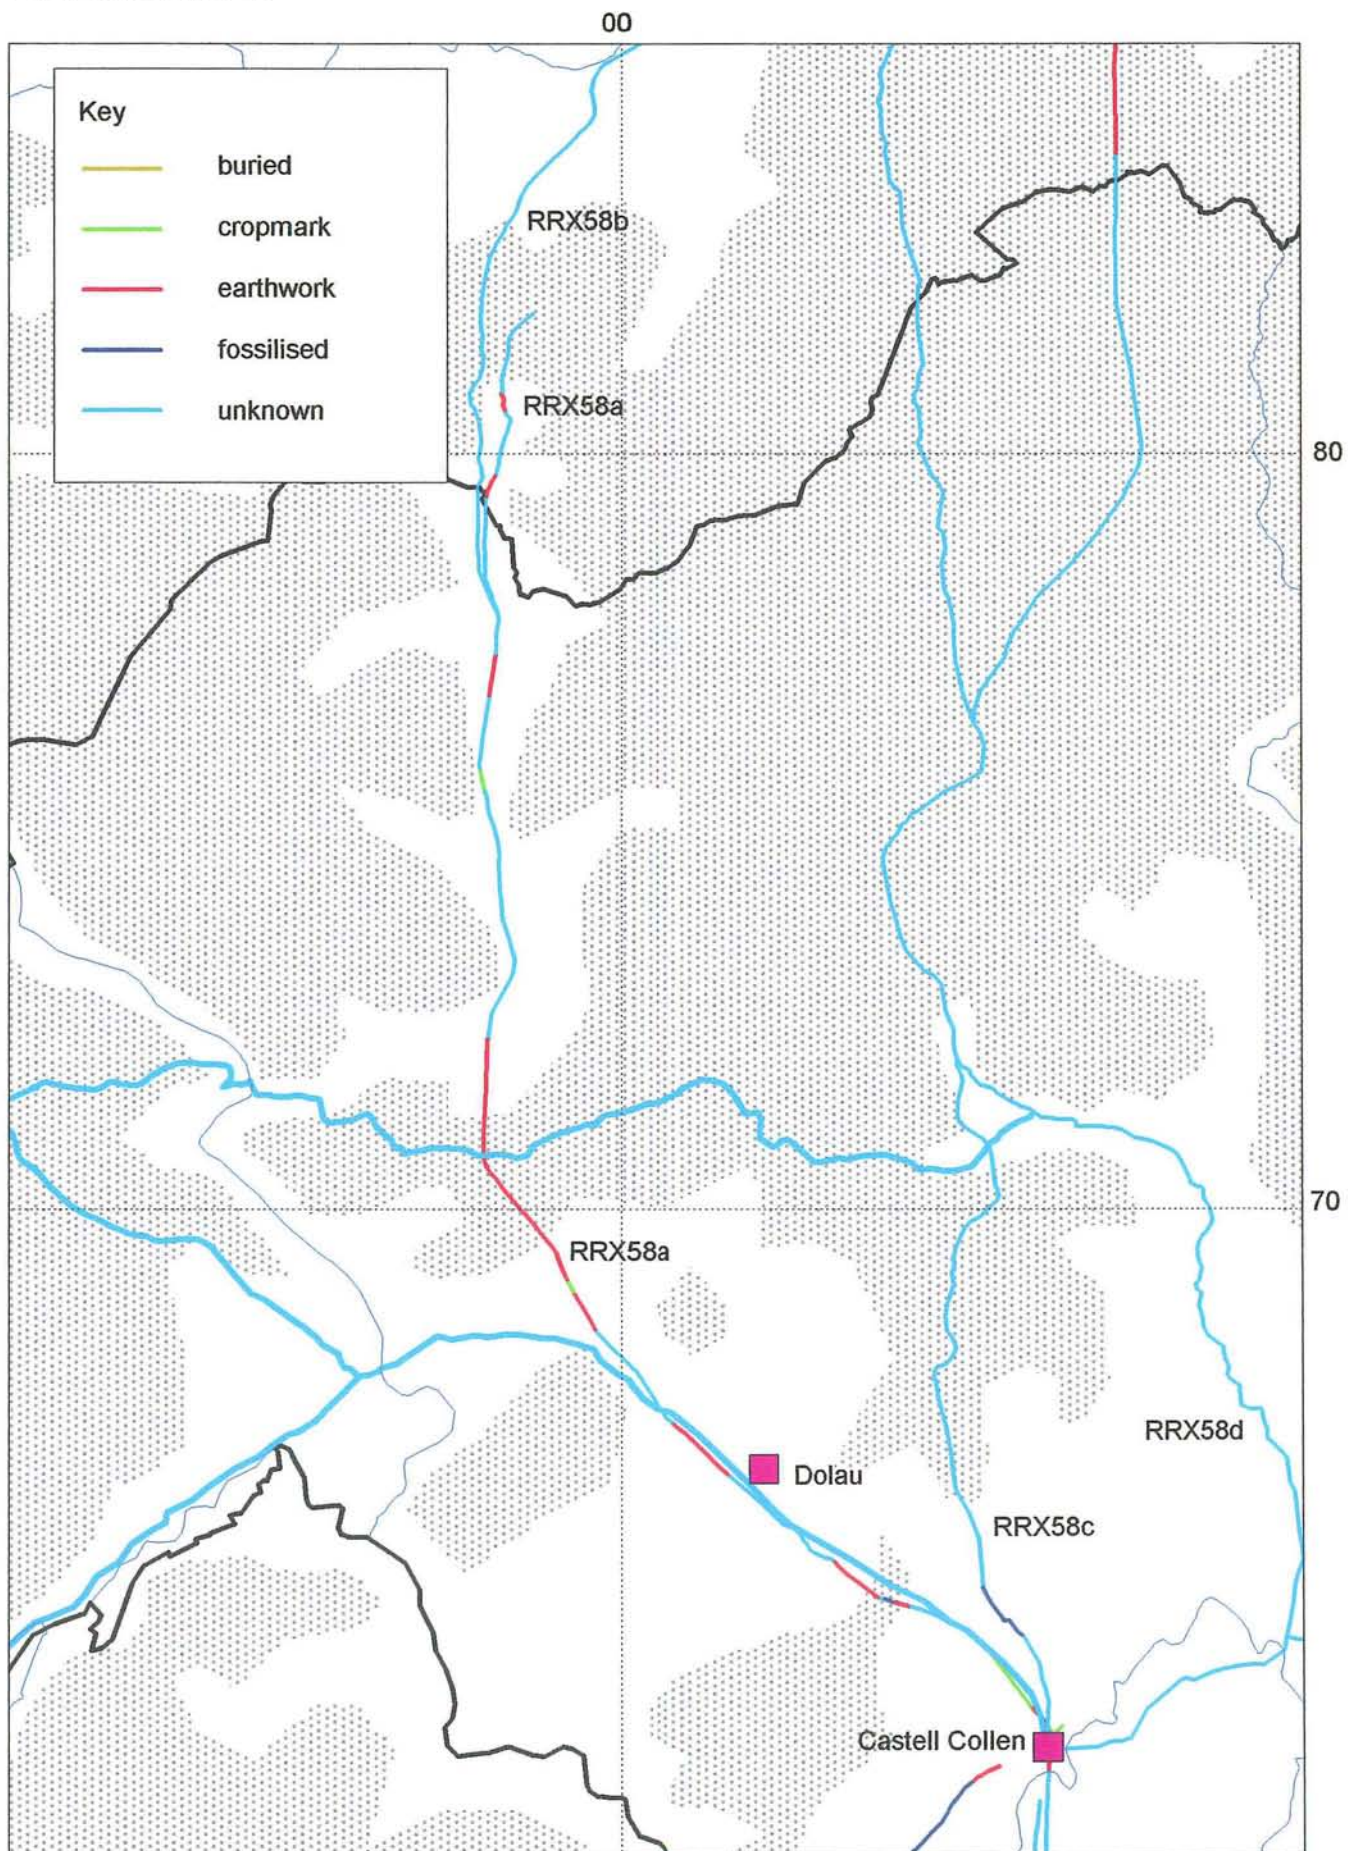 00
Key
buried
cropmark
earthwork
fossilised
unknown
RRX58b
RRX58a
80
70
RRX58a
RRX58d
Dolau
RRX58c
Castell Collen